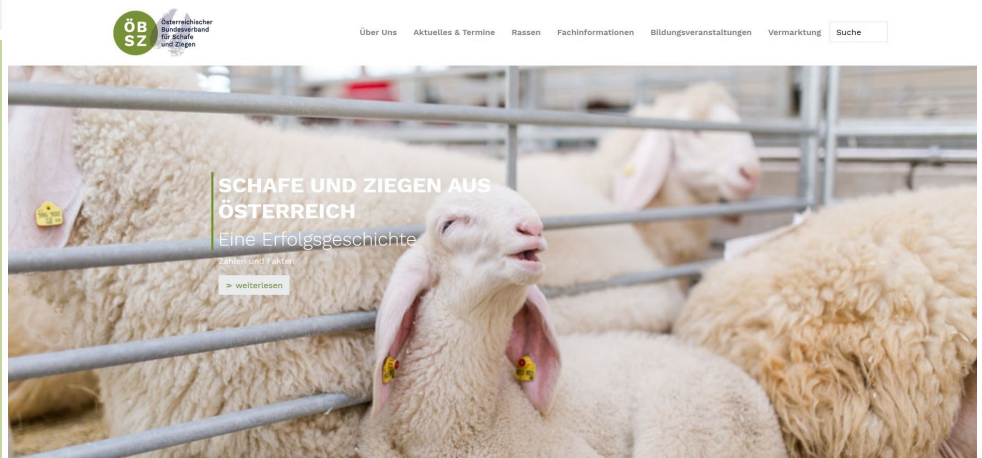 ÖB
SZ
Österreichischer
Bundesverband
für Schafe
und Ziegen
Über Uns
Aktuelles & Termine
Rassen
Fachinformationen
Bildungsveranstaltungen
Vermarktung
Suche
SCHAFE UND ZIEGEN AUS
ÖSTERREICH
Eine Erfolgsgeschichte
Zahlen und Fakten
≫ weiterlesen